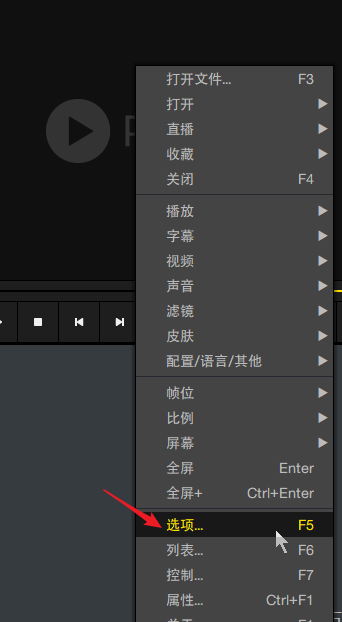 打开文件... F3
打开
直播
收藏
关闭 F4
播放
字幕
视频
声音
滤镜
皮肤
配置/语言/其他
帧位
比例
屏幕
全屏 Enter
全屏+ Ctrl+Enter
选项... F5
列表... F6
控制... F7
属性... Ctrl+F1